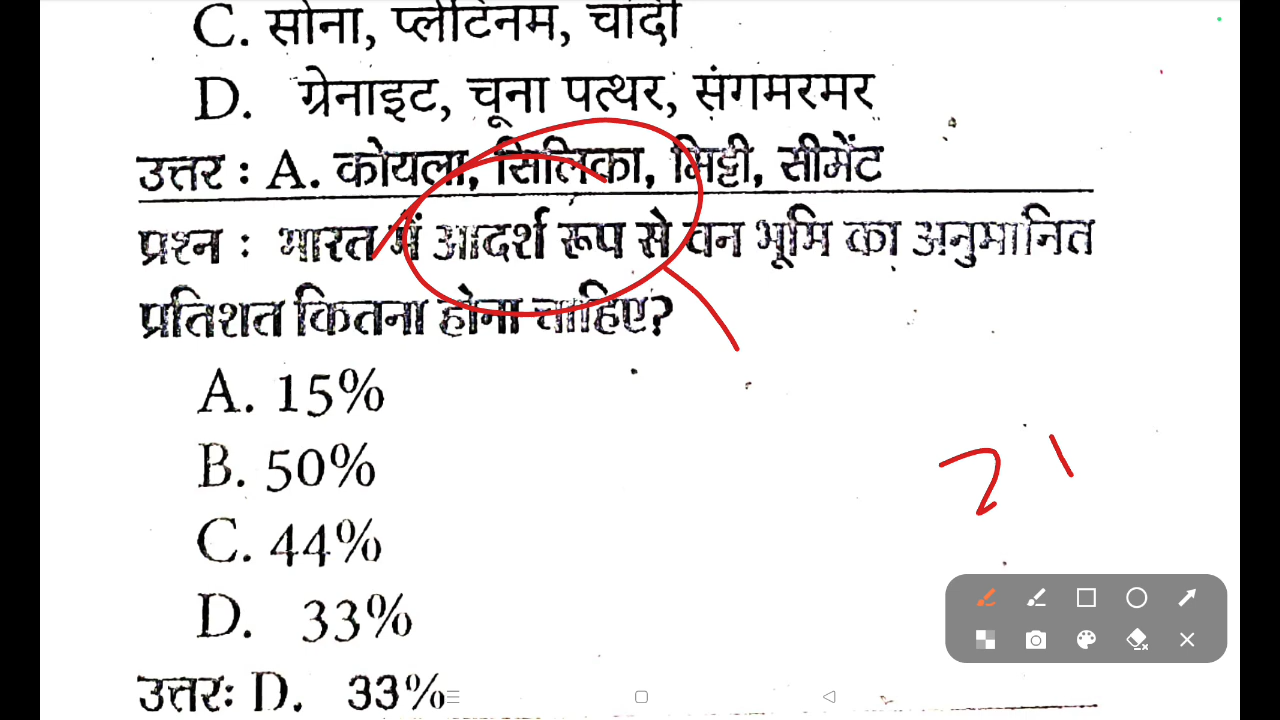 C. सोना, प्लेटिनम, चांदी
D. ग्रेनाइट, चूना पत्थर, संगमरमर
उत्तर : A. कोयला, सिलिका, मिट्टी, सीमेंट
प्रश्न : भारत में आदर्श रूप से वन भूमि का अनुमानित
प्रतिशत कितना होना चाहिए?
A. 15%
B. 50%
C. 44%
21
D. 33%
उत्तरः D. 33%